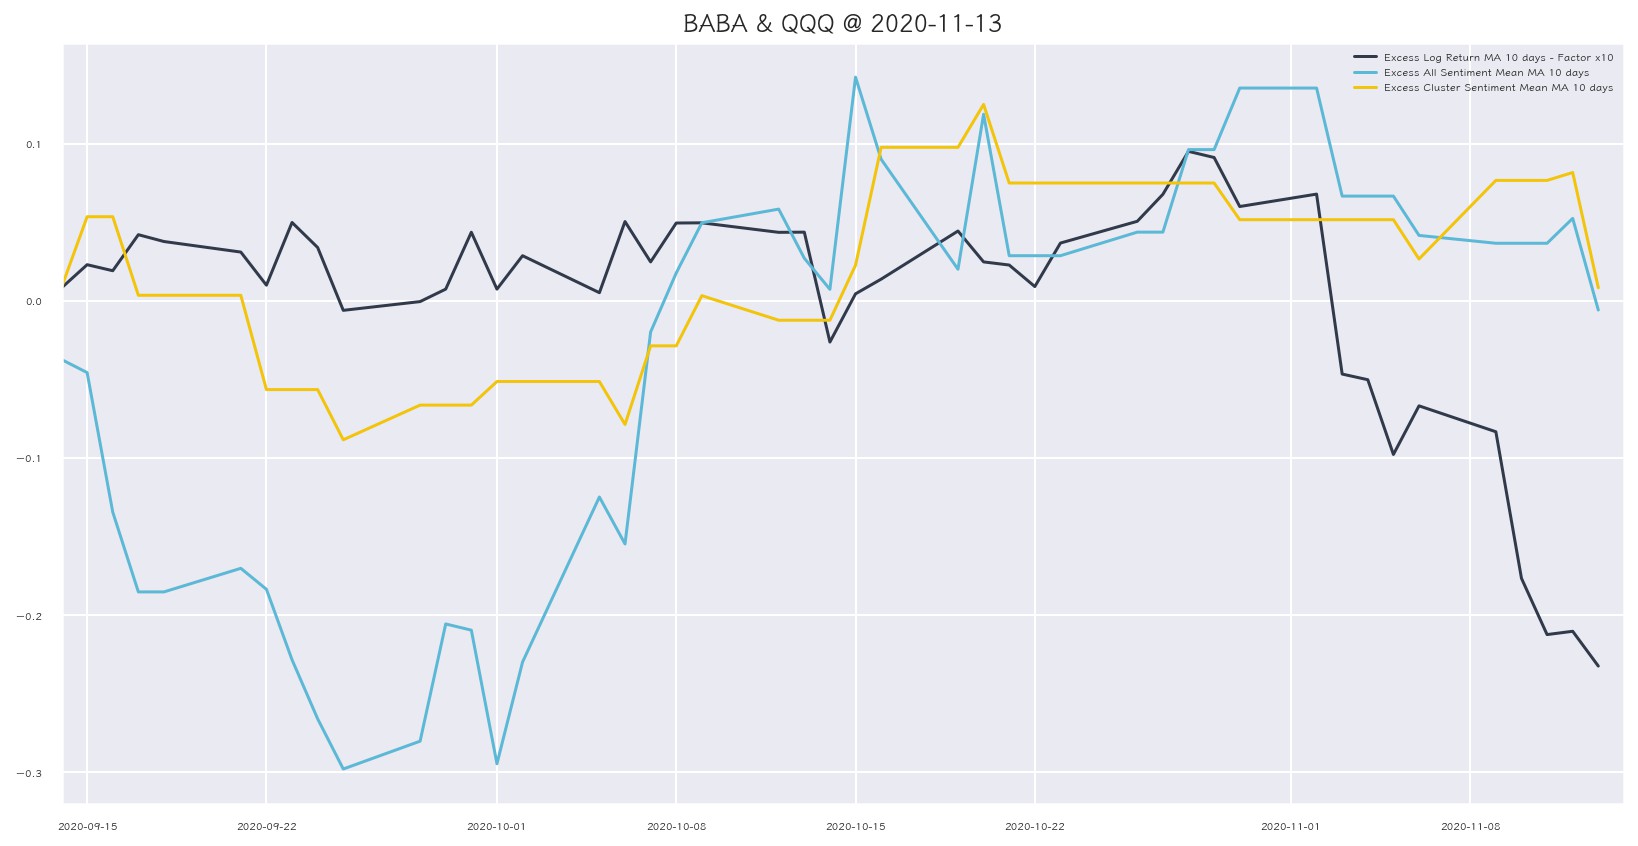 BABA & QQQ @ 2020-11-13
Excess Log Return MA 10 days - Factor x10
Excess All Sentiment Mean MA 10 days
Excess Cluster Sentiment Mean MA 10 days
0.1
0.0
−0.1
−0.2
−0.3
2020-09-15 2020-09-22 2020-10-01 2020-10-08 2020-10-15 2020-10-22 2020-11-01 2020-11-08